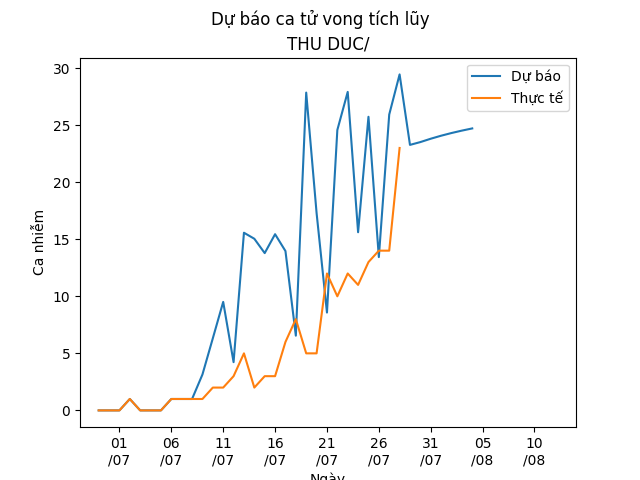 Dự báo ca tử vong tích lũy
THU DUC/
Dự báo
Thực tế
Ca nhiễm
30
25
20
15
10
5
0
01 06 11 16 21 26 31 05 10
/07 /07 /07 /07 /07 /07 /07 /08 /08
Ngày